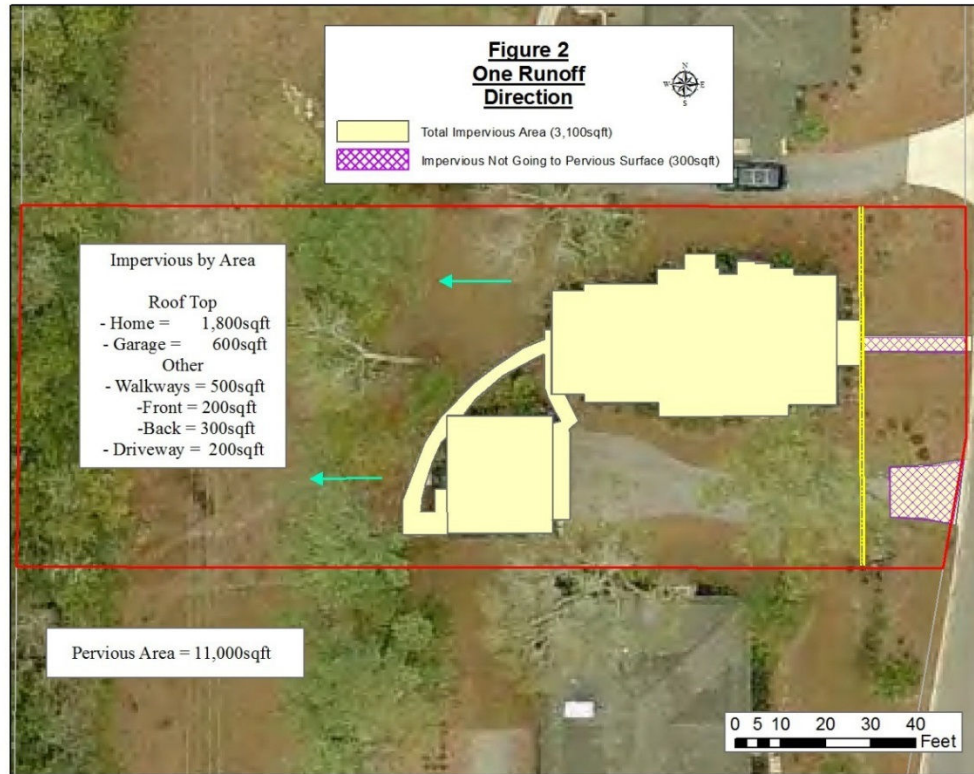 Figure 2
One Runoff
Direction
N
W E
S
Total Impervious Area (3,100sqft)
Impervious Not Going to Pervious Surface (300sqft)
Impervious by Area
Roof Top
- Home = 1,800sqft
- Garage = 600sqft
Other
- Walkways = 500sqft
-Front = 200sqft
-Back = 300sqft
- Driveway = 200sqft
Pervious Area = 11,000sqft
0 5 10 20 30 40
Feet